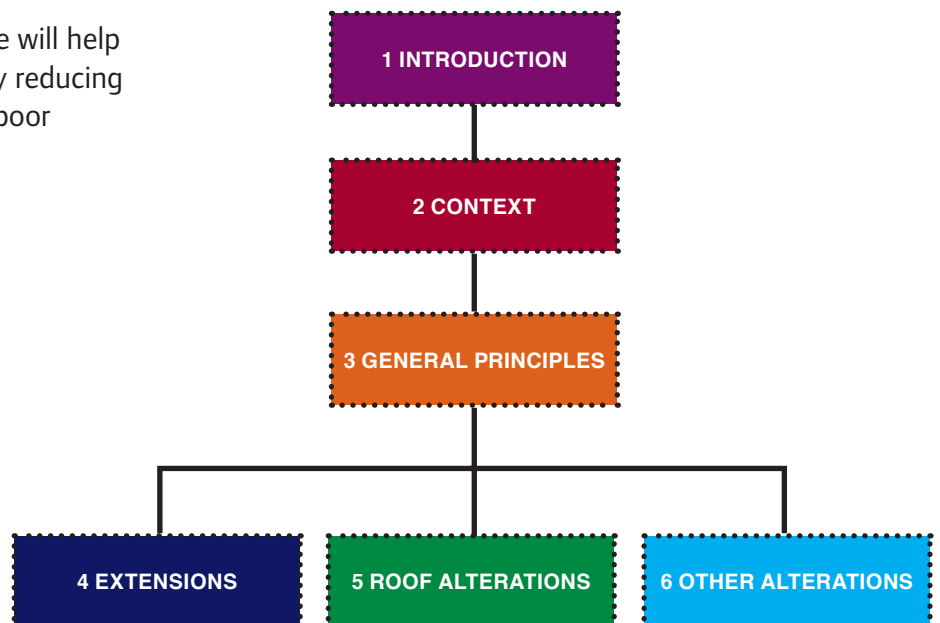 e will help
y reducing
poor
1 INTRODUCTION
2 CONTEXT
3 GENERAL PRINCIPLES
4 EXTENSIONS
5 ROOF ALTERATIONS
6 OTHER ALTERATIONS